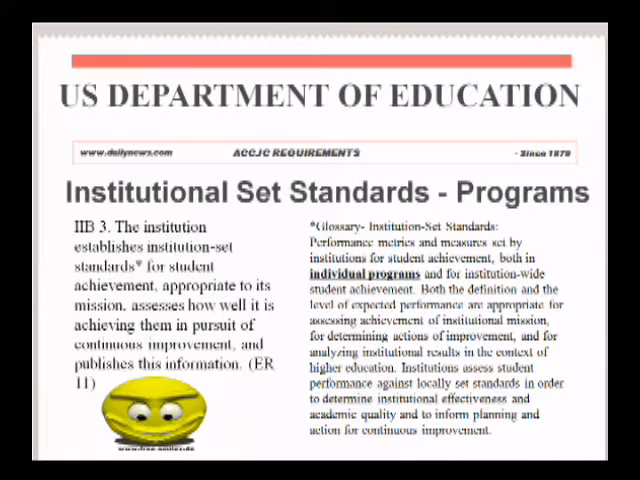 US DEPARTMENT OF EDUCATION
www.dailynews.com ACCJC REQUIREMENTS - Since 1879
Institutional Set Standards - Programs
IIB 3. The institution
establishes institution-set
standards* for student
achievement, appropriate to its
mission, assesses how well it is
achieving them in pursuit of
continuous improvement, and
publishes this information. (ER
11)
*Glossary- Institution-Set Standards:
Performance metrics and measures set by
institutions for student achievement, both in
individual programs and for institution-wide
student achievement. Both the definition and the
level of expected performance are appropriate for
assessing achievement of institutional mission,
for determining actions of improvement, and for
analyzing institutional results in the context of
higher education. Institutions assess student
performance against locally set standards in order
to determine institutional effectiveness and
academic quality and to inform planning and
action for continuous improvement.
www.free-smiley.de